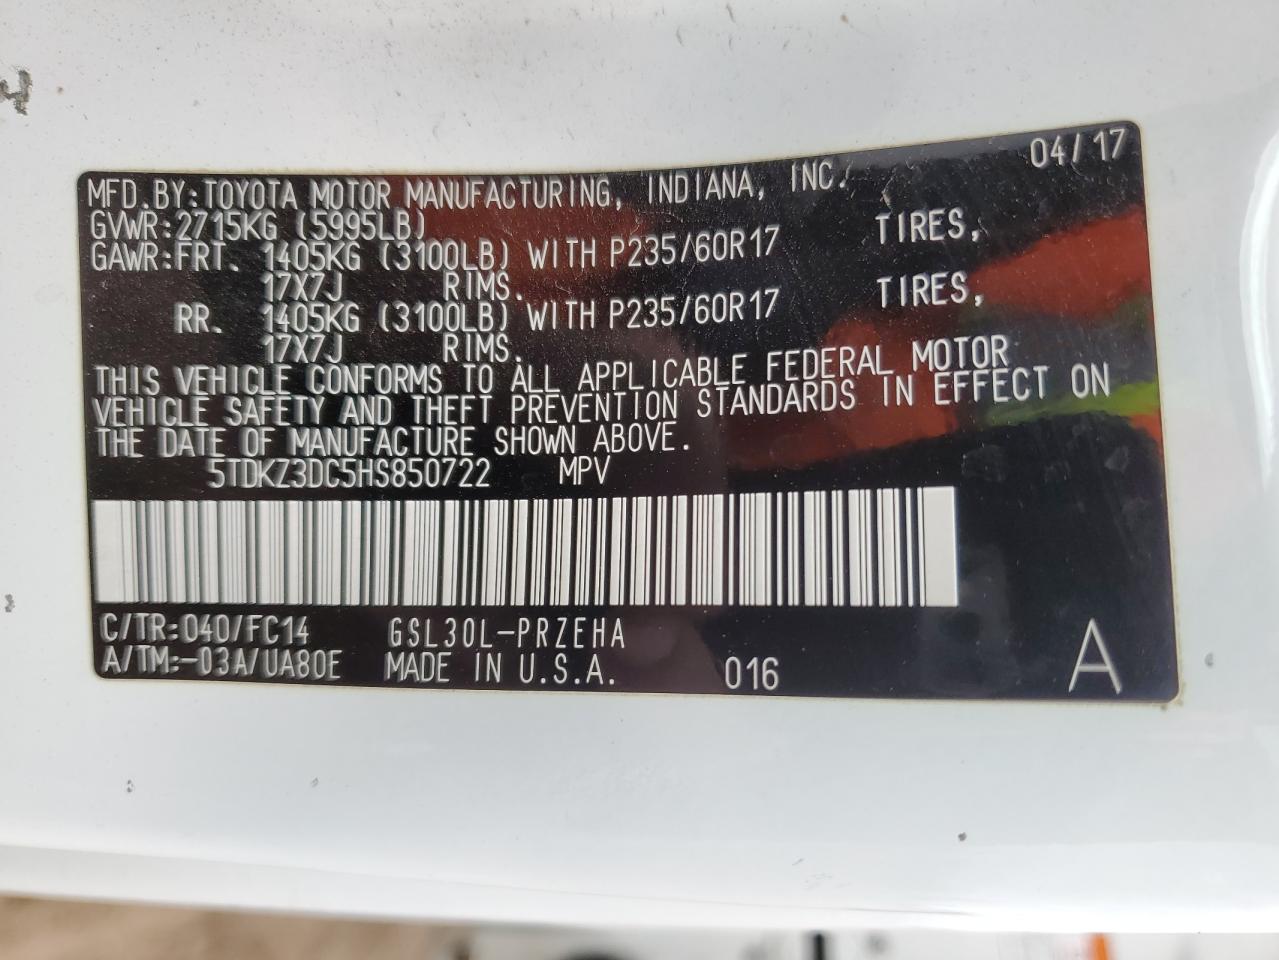 04/17
MFD.BY:TOYOTA MOTOR MANUFACTURING, INDIANA, INC.
GVWR:2715KG (5995LB)
GAWR:FRT. 1405KG (3100LB) WITH P235/60R17 TIRES,
17X7J RIMS.
RR. 1405KG (3100LB) WITH P235/60R17 TIRES,
17X7J RIMS.
THIS VEHICLE CONFORMS TO ALL APPLICABLE FEDERAL MOTOR
VEHICLE SAFETY AND THEFT PREVENTION STANDARDS IN EFFECT ON
THE DATE OF MANUFACTURE SHOWN ABOVE.
5TDKZ3DC5HS850722 MPV
C/TR:040/FC14 GSL30L-PRZEHA
A/TM:-03A/UA80E MADE IN U.S.A. 016 A